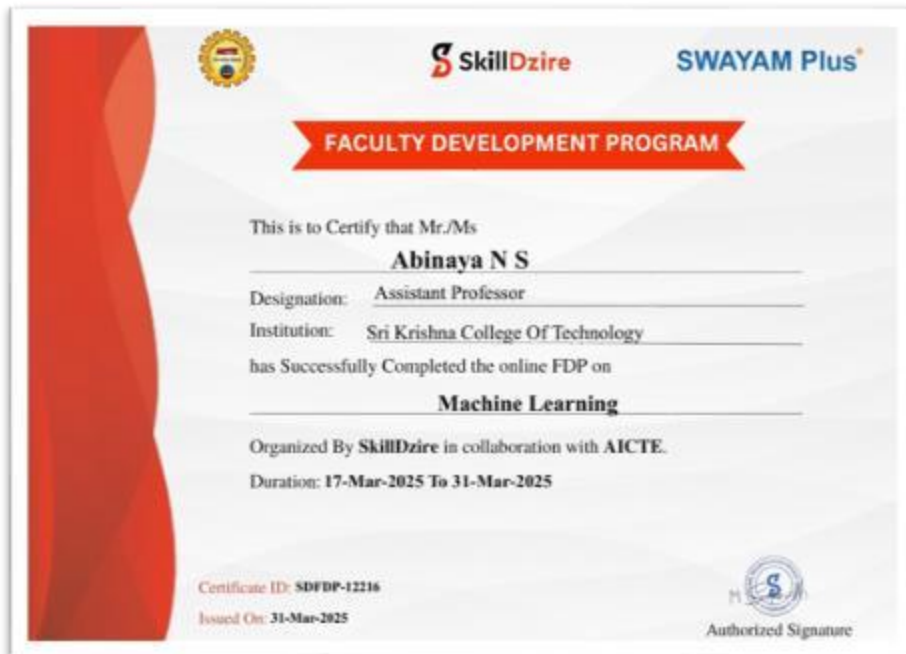 SkillDzire
SWAYAM Plus
FACULTY DEVELOPMENT PROGRAM
This is to Certify that Mr./Ms
Abinaya N S
Designation: Assistant Professor
Institution: Sri Krishna College Of Technology
has Successfully Completed the online FDP on
Machine Learning
Organized By SkillDzire in collaboration with AICTE.
Duration: 17-Mar-2025 To 31-Mar-2025
Certificate ID: SDFDP-12216
Issued On: 31-Mar-2025
Authorized Signature